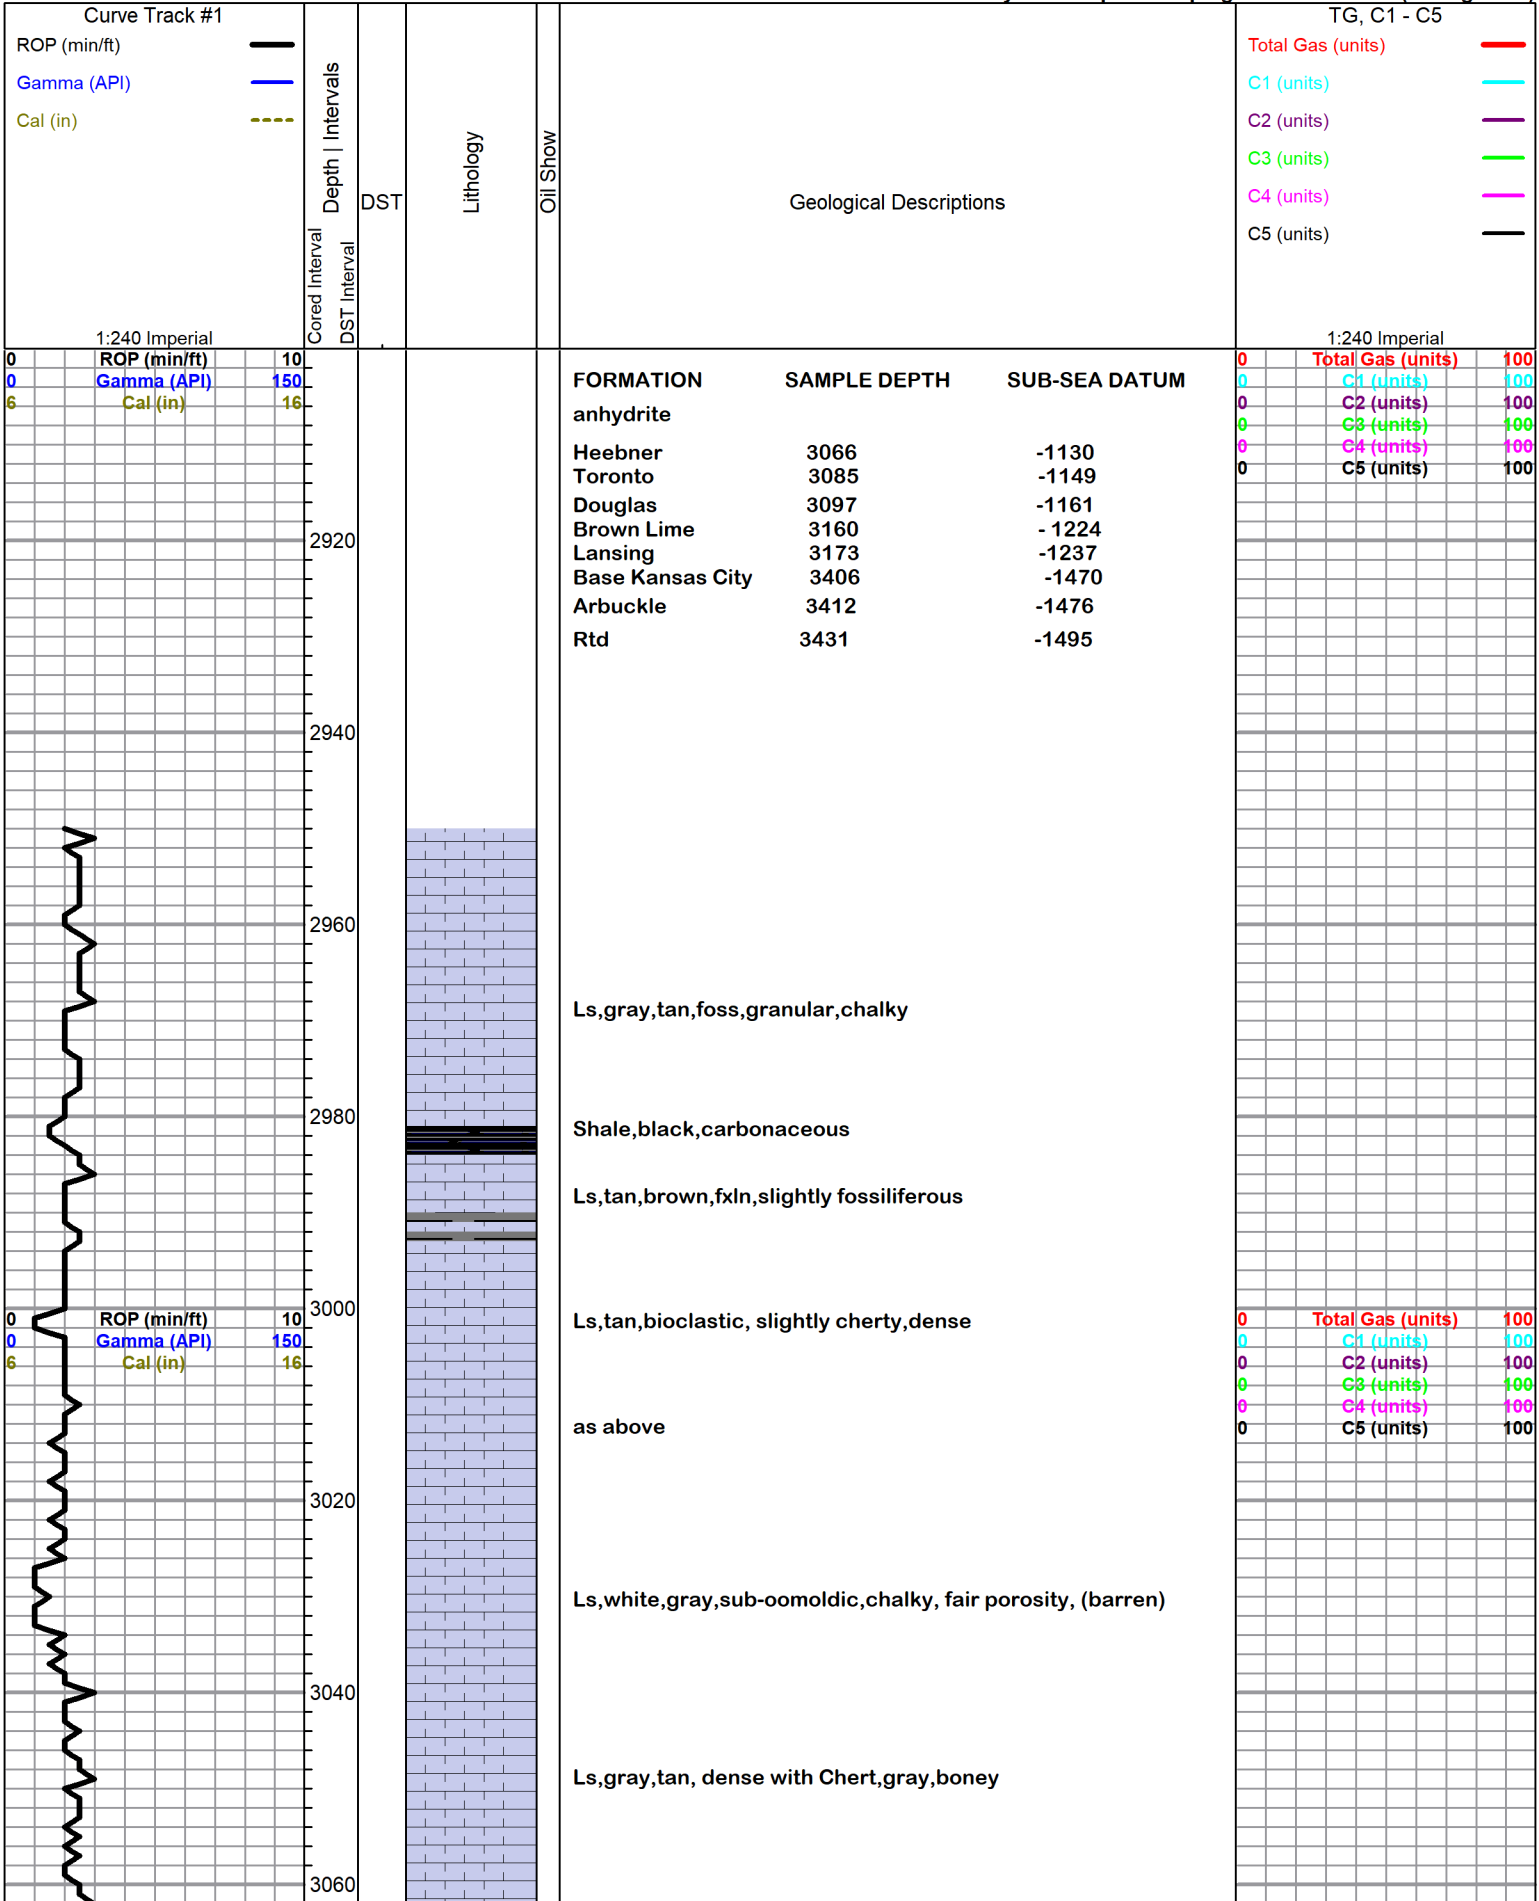 Curve Track #1
ROP (min/ft)
Gamma (API)
Cal (in)
1:240 Imperial
Depth | Intervals
Cored Interval
DST Interval
DST
Lithology
Oil Show
Geological Descriptions
TG, C1 - C5
Total Gas (units)
C1 (units)
C2 (units)
C3 (units)
C4 (units)
C5 (units)
1:240 Imperial
0 ROP (min/ft) 10
0 Gamma (API) 150
6 Cal (in) 16
0 Total Gas (units) 100
0 C1 (units) 100
0 C2 (units) 100
0 C3 (units) 100
0 C4 (units) 100
0 C5 (units) 100
FORMATION SAMPLE DEPTH SUB-SEA DATUM
anhydrite
Heebner 3066 -1130
Toronto 3085 -1149
Douglas 3097 -1161
Brown Lime 3160 - 1224
Lansing 3173 -1237
Base Kansas City 3406 -1470
Arbuckle 3412 -1476
Rtd 3431 -1495
2920
2940
2960
Ls,gray,tan,foss,granular,chalky
2980
Shale,black,carbonaceous
Ls,tan,brown,fxln,slightly fossiliferous
3000
0 ROP (min/ft) 10
0 Gamma (API) 150
6 Cal (in) 16
Ls,tan,bioclastic, slightly cherty,dense
0 Total Gas (units) 100
0 C1 (units) 100
0 C2 (units) 100
0 C3 (units) 100
0 C4 (units) 100
0 C5 (units) 100
as above
3020
Ls,white,gray,sub-oomoldic,chalky, fair porosity, (barren)
3040
Ls,gray,tan, dense with Chert,gray,boney
3060